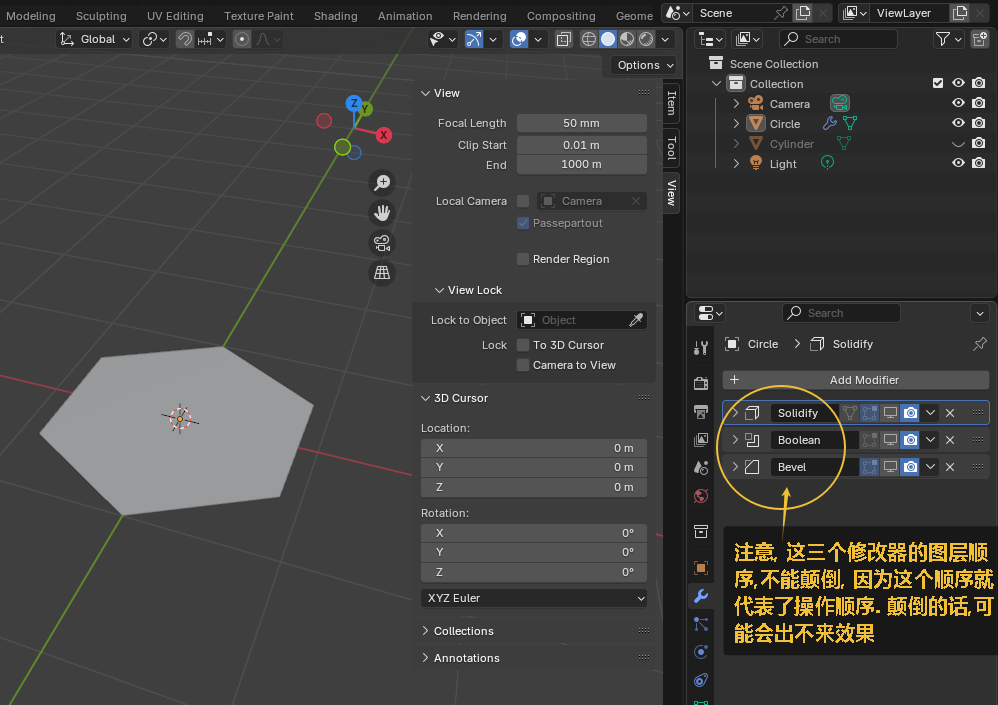 Modeling Sculpting UV Editing Texture Paint Shading Animation Rendering Compositing Geome Scene ViewLayer
t Global
Search
Options
Scene Collection
Collection
Camera
Circle
Cylinder
Light
View
Focal Length 50 mm
Clip Start 0.01 m
End 1000 m
Local Camera Camera
Passepartout
Render Region
View Lock
Lock to Object Object
Lock To 3D Cursor
Camera to View
3D Cursor
Location:
X 0 m
Y 0 m
Z 0 m
Rotation:
X 0°
Y 0°
Z 0°
XYZ Euler
Collections
Annotations
Item
Tool
View
Z
Y
X
Search
Circle Solidify
Add Modifier
Solidify
Boolean
Bevel
注意, 这三个修改器的图层顺
序,不能颠倒, 因为这个顺序就
代表了操作顺序. 颠倒的话,可
能会出不来效果